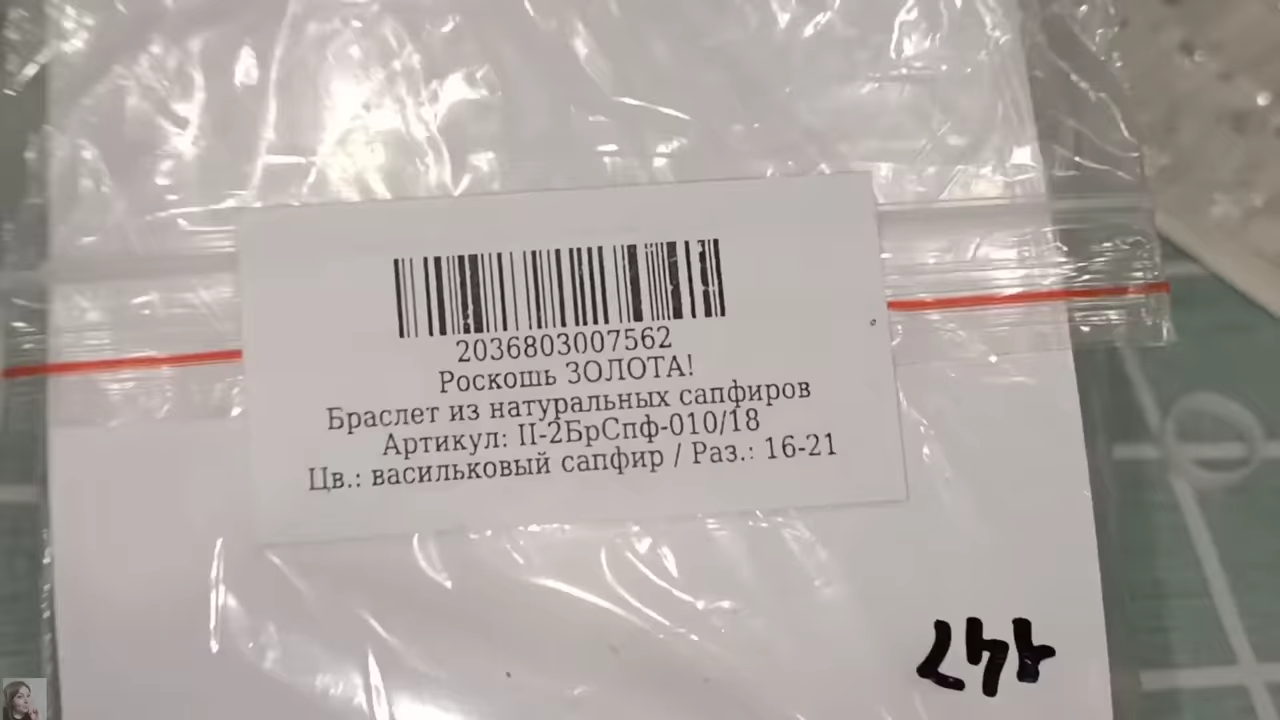 2036803007562
Роскошь ЗОЛОТА!
Браслет из натуральных сапфиров
Артикул: II-2БрСпф-010/18
Цв.: васильковый сапфир / Раз.: 16-21